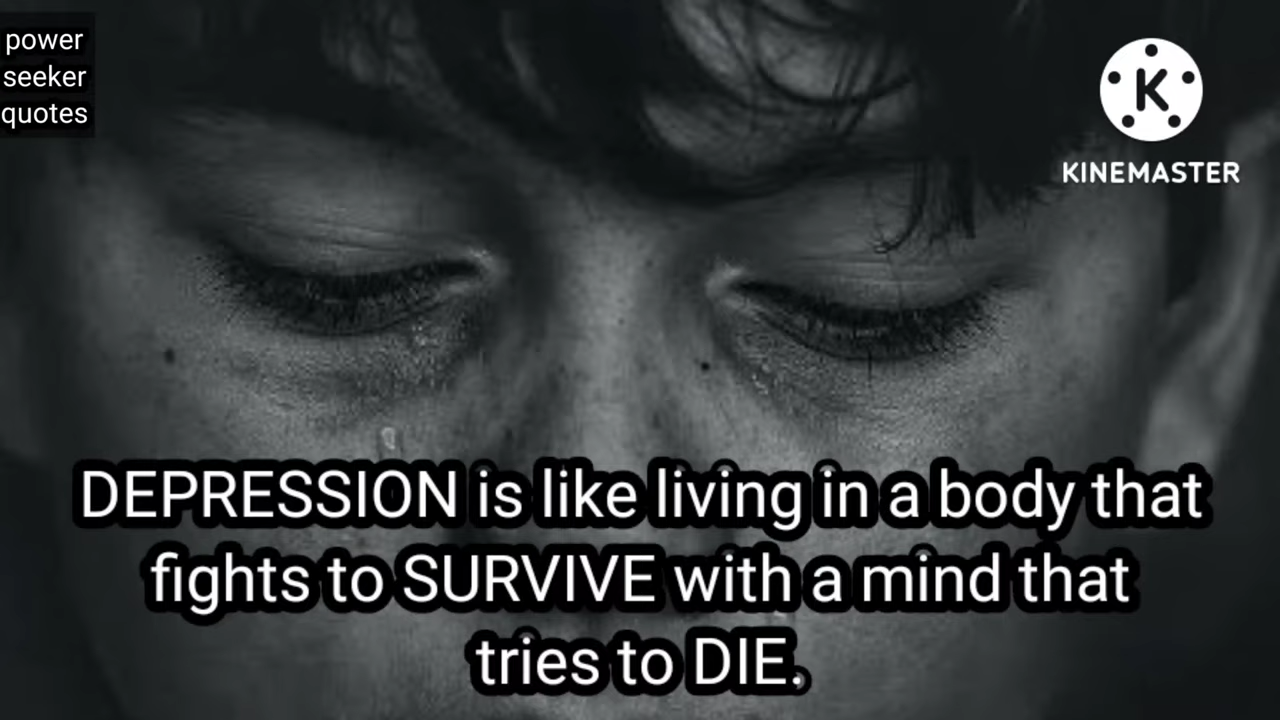 power
seeker
quotes
K
KINEMASTER
DEPRESSION is like living in a body that
fights to SURVIVE with a mind that
tries to DIE.